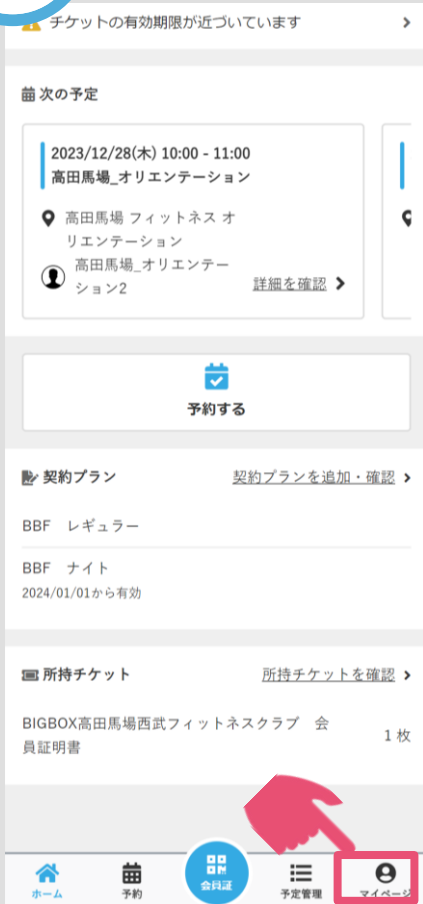 チケットの有効期限が近づいています
次の予定
2023/12/28(木) 10:00 - 11:00
高田馬場_オリエンテーション
高田馬場 フィットネス オ
リエンテーション
高田馬場_オリエンテー
ション2
詳細を確認
予約する
契約プラン 契約プランを追加・確認
BBF レギュラー
BBF ナイト
2024/01/01から有効
所持チケット 所持チケットを確認
BIGBOX高田馬場西武フィットネスクラブ 会
員証明書
1 枚
ホーム 予約 会員証 予定管理 マイページ